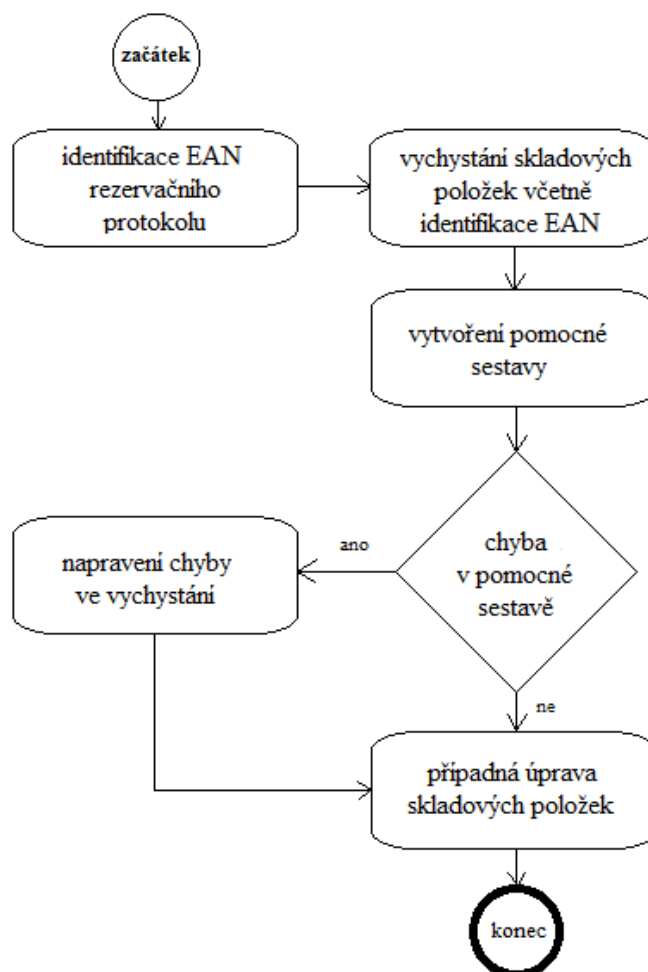 začátek
identifikace EAN
rezervačního
protokolu
vychystání skladových
položek včetně
identifikace EAN
vytvoření pomocné
sestavy
chyba
v pomocné
sestavě
ano
napravení chyby
ve vychystání
ne
případná úprava
skladových položek
konec